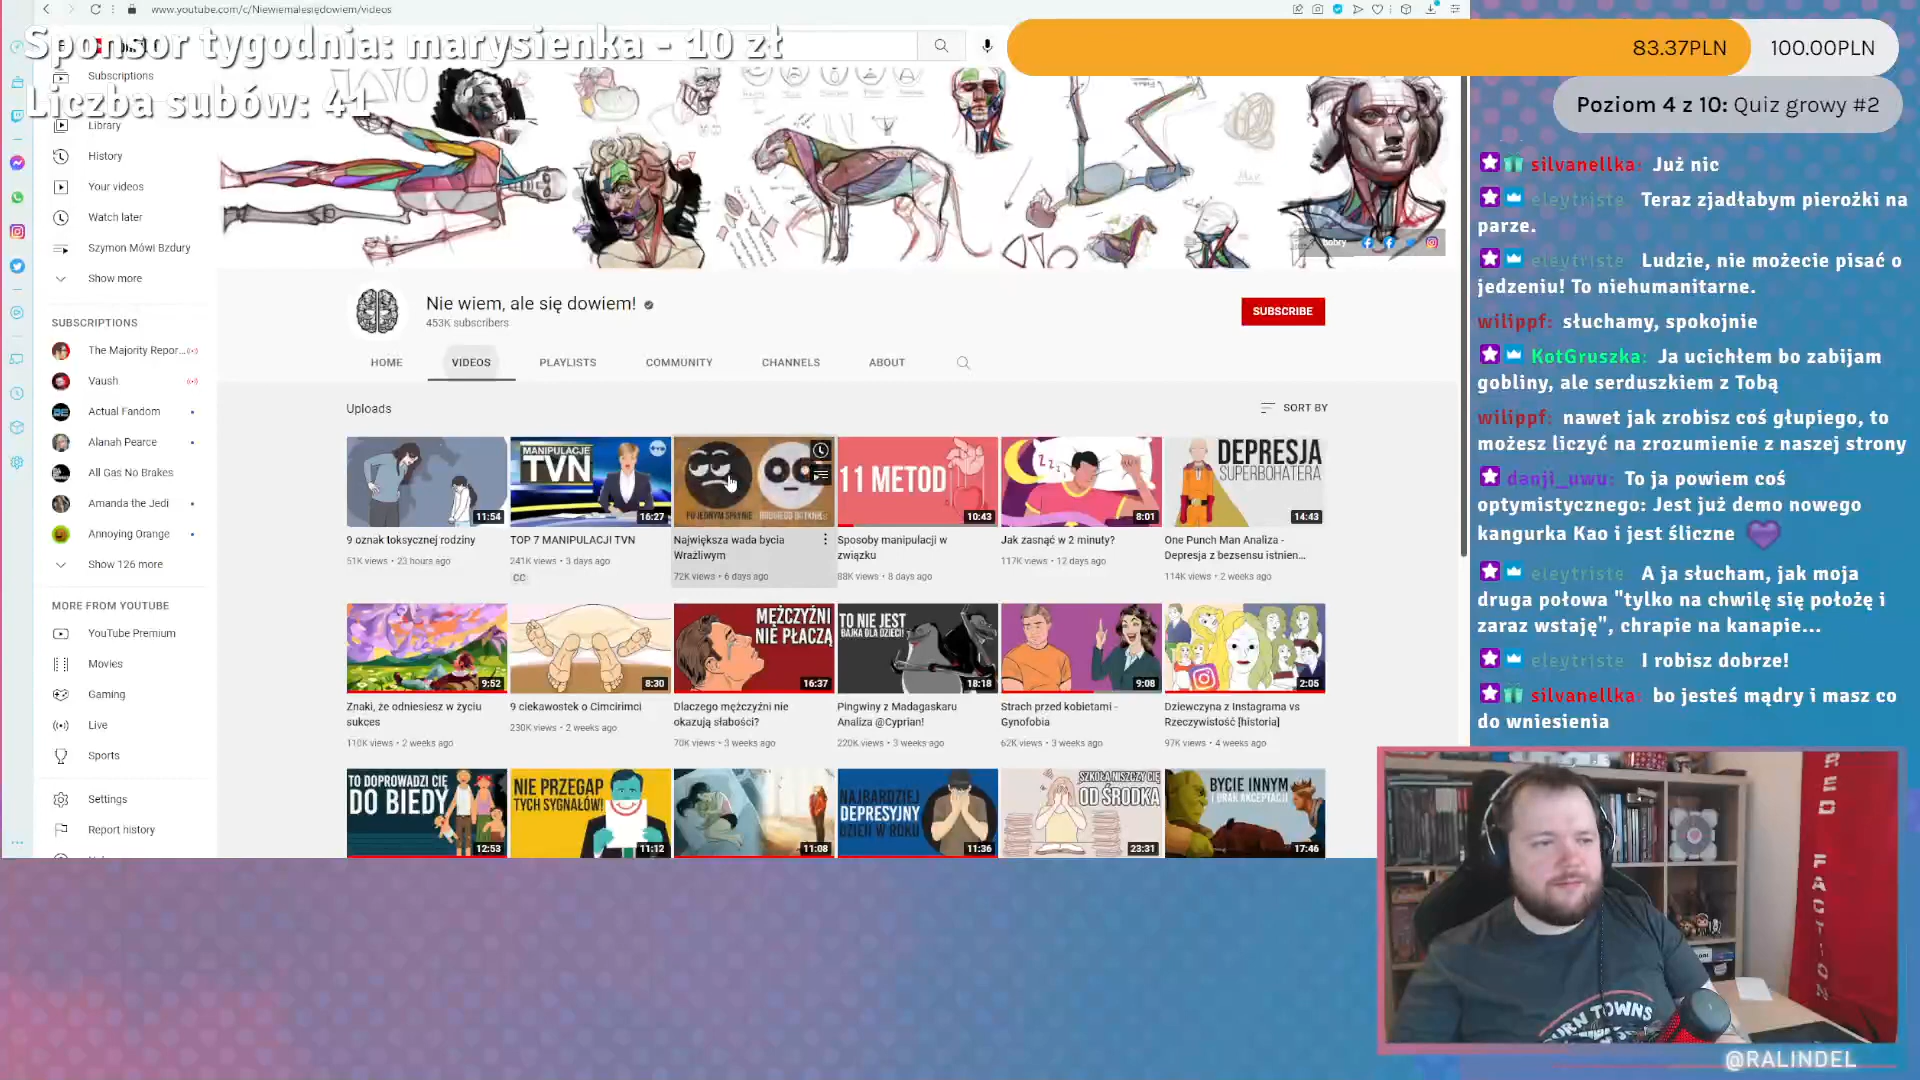 www.youtube.com/c/Niewiemalesiędowiem/videos
Sponsor tygodnia: marysienka - 10 zł
Liczba subów: 41
83.37PLN
100.00PLN
Poziom 4 z 10: Quiz growy #2
Subscriptions
Library
History
Your videos
Watch later
Szymon Mówi Bzdury
Show more
SUBSCRIPTIONS
The Majority Repor...
Vaush
Actual Fandom
Alanah Pearce
All Gas No Brakes
Amanda the Jedi
Annoying Orange
Show 126 more
MORE FROM YOUTUBE
YouTube Premium
Movies
Gaming
Live
Sports
Settings
Report history
Nie wiem, ale się dowiem!
453K subscribers
SUBSCRIBE
HOME
VIDEOS
PLAYLISTS
COMMUNITY
CHANNELS
ABOUT
Uploads
SORT BY
11:54
9 oznak toksycznej rodziny
51K views • 23 hours ago
MANIPULACJE
TVN
16:27
TOP 7 MANIPULACJI TVN
241K views • 3 days ago
CC
Największa wada bycia
Wrażliwym
72K views • 6 days ago
11 METOD
10:43
Sposoby manipulacji w
związku
88K views • 8 days ago
8:01
Jak zasnąć w 2 minuty?
117K views • 12 days ago
DEPRESJA
SUPERBOHATERA
14:43
One Punch Man Analiza -
Depresja z bezsensu istnien...
114K views • 2 weeks ago
9:52
Znaki, że odniesiesz w życiu
sukces
110K views • 2 weeks ago
8:30
9 ciekawostek o Cimcirimci
230K views • 2 weeks ago
MĘŻCZYŹNI
NIE PŁACZĄ
16:37
Dlaczego mężczyźni nie
okazują słabości?
70K views • 3 weeks ago
TO NIE JEST
BAJKA DLA DZIECI!
18:18
Pingwiny z Madagaskaru
Analiza @Cyprian!
220K views • 3 weeks ago
9:08
Strach przed kobietami -
Gynofobia
62K views • 3 weeks ago
2:05
Dziewczyna z Instagrama vs
Rzeczywistość [historia]
97K views • 4 weeks ago
TO DOPROWADZI CIĘ
DO BIEDY
12:53
NIE PRZEGAP
TYCH SYGNAŁÓW!
11:12
11:08
NAJBARDZIEJ
DEPRESYJNY
DZIEŃ W ROKU
11:36
SZKOŁA NISZCZY CIĘ
OD ŚRODKA
23:31
BYCIE INNYM
I BRAK AKCEPTACJI
17:46
silvanellka: Już nic
eleytriste Teraz zjadłabym pierożki na
parze.
eleytriste Ludzie, nie możecie pisać o
jedzeniu! To niehumanitarne.
wilippf: słuchamy, spokojnie
KotGruszka: Ja ucichłem bo zabijam
gobliny, ale serduszkiem z Tobą
wilippf: nawet jak zrobisz coś głupiego, to
możesz liczyć na zrozumienie z naszej strony
danji_uwu: To ja powiem coś
optymistycznego: Jest już demo nowego
kangurka Kao i jest śliczne
eleytriste A ja słucham, jak moja
druga połowa "tylko na chwilę się położę i
zaraz wstaję", chrapie na kanapie...
eleytriste I robisz dobrze!
silvanellka: bo jesteś mądry i masz co
do wniesienia
RED
FACTION
URN TOWNS
@RALINDEL